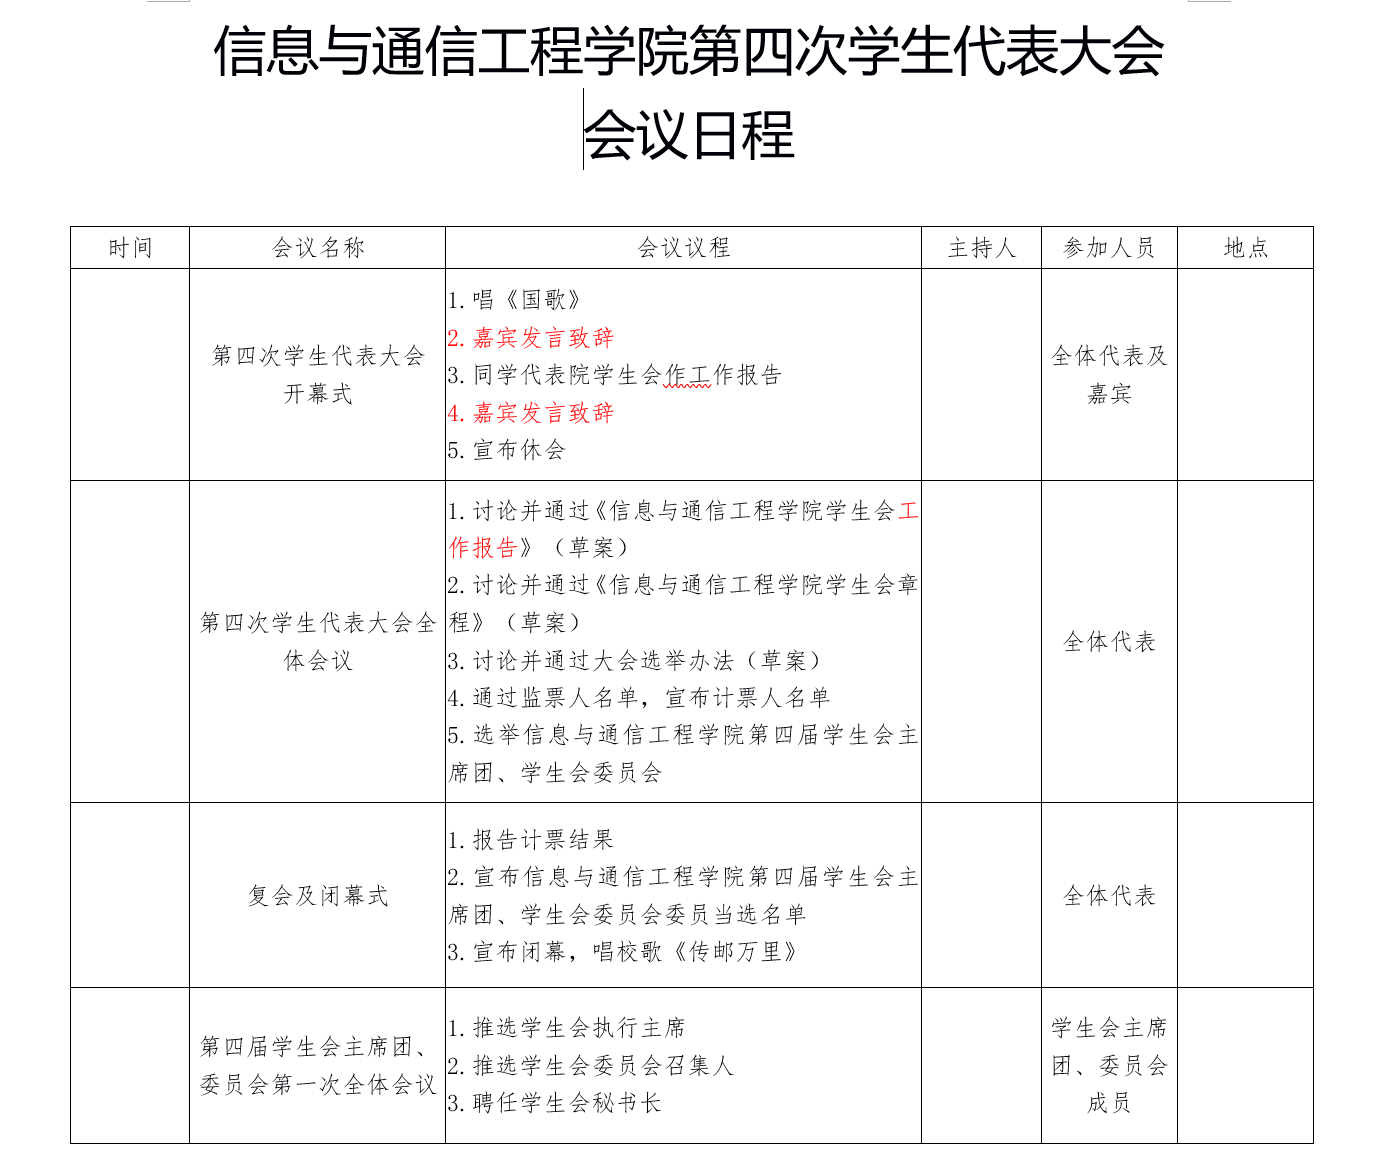 信息与通信工程学院第四次学生代表大会
会议日程
时间 会议名称 会议议程 主持人 参加人员 地点
第四次学生代表大会
开幕式
1. 唱《国歌》
2. 嘉宾发言致辞
3. 同学代表院学生会作工作报告
4. 嘉宾发言致辞
5. 宣布休会
全体代表及
嘉宾
第四次学生代表大会全
体会议
1. 讨论并通过《信息与通信工程学院学生会工
作报告》（草案）
2. 讨论并通过《信息与通信工程学院学生会章
程》（草案）
3. 讨论并通过大会选举办法（草案）
4. 通过监票人名单，宣布计票人名单
5. 选举信息与通信工程学院第四届学生会主
席团、学生会委员会
全体代表
复会及闭幕式
1. 报告计票结果
2. 宣布信息与通信工程学院第四届学生会主
席团、学生会委员会委员当选名单
3. 宣布闭幕，唱校歌《传邮万里》
全体代表
第四届学生会主席团、
委员会第一次全体会议
1. 推选学生会执行主席
2. 推选学生会委员会召集人
3. 聘任学生会秘书长
学生会主席
团、委员会
成员